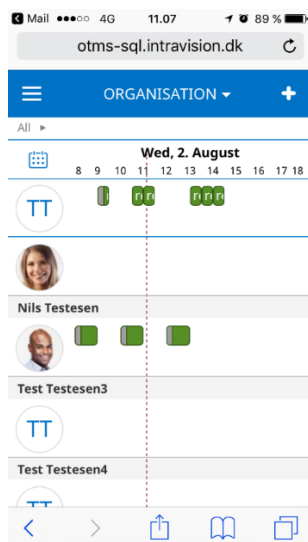 Mail 4G 11.07 89 %
otms-sql.intravision.dk
ORGANISATION
All
Wed, 2. August
8 9 10 11 12 13 14 15 16 17 18
TT
Nils Testesen
Test Testesen3
TT
Test Testesen4